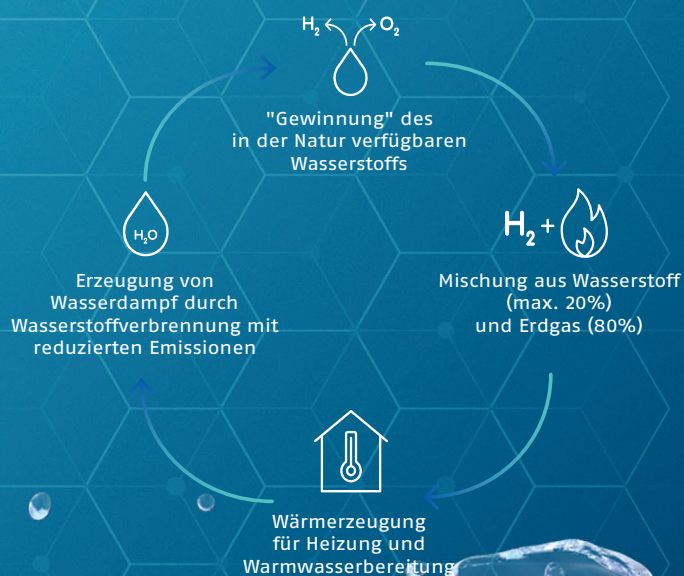 H₂ O₂
"Gewinnung" des
in der Natur verfügbaren
Wasserstoffs
H₂ +
Mischung aus Wasserstoff
(max. 20%)
und Erdgas (80%)
Wärmerzeugung
für Heizung und
Warmwasserbereitung
H₂O
Erzeugung von
Wasserdampf durch
Wasserstoffverbrennung mit
reduzierten Emissionen